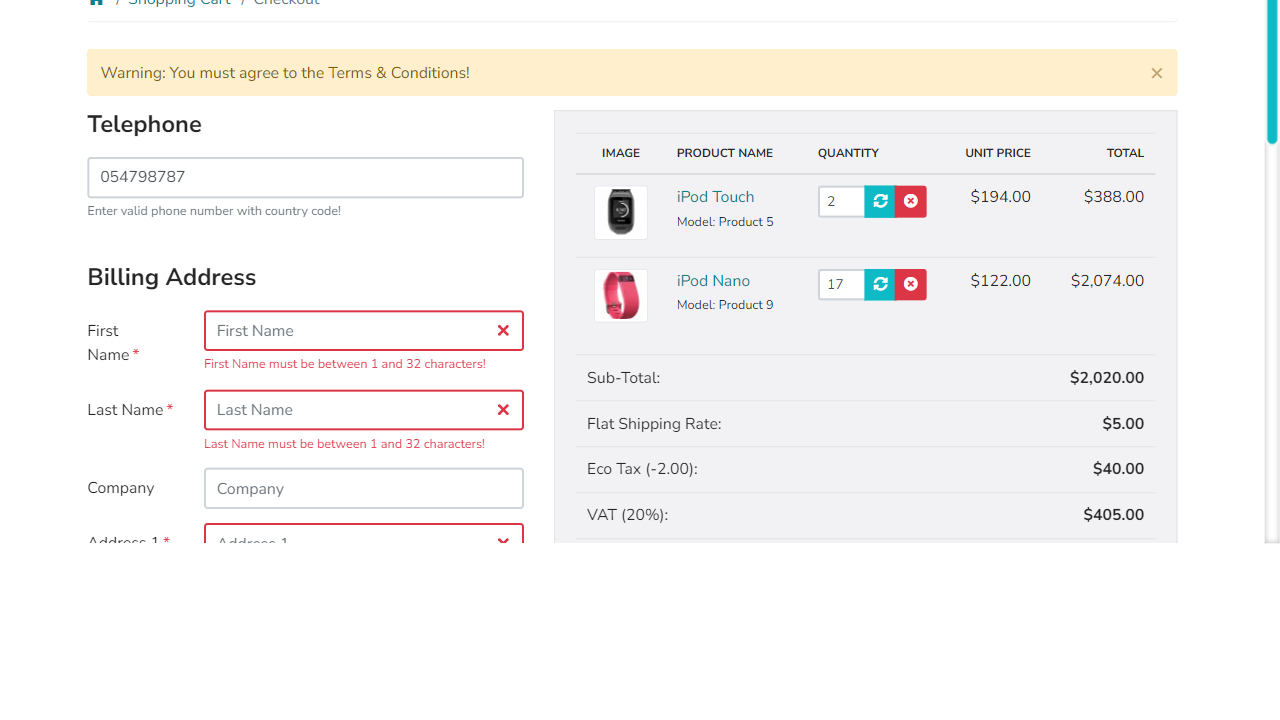 / Shopping Cart / Checkout
Warning: You must agree to the Terms & Conditions!
Telephone
054798787
Enter valid phone number with country code!
Billing Address
First Name *
First Name
First Name must be between 1 and 32 characters!
Last Name *
Last Name
Last Name must be between 1 and 32 characters!
Company
Company
Address 1 *
Address 1
IMAGE PRODUCT NAME QUANTITY UNIT PRICE TOTAL
iPod Touch 2 $194.00 $388.00
Model: Product 5
iPod Nano 17 $122.00 $2,074.00
Model: Product 9
Sub-Total: $2,020.00
Flat Shipping Rate: $5.00
Eco Tax (-2.00): $40.00
VAT (20%): $405.00